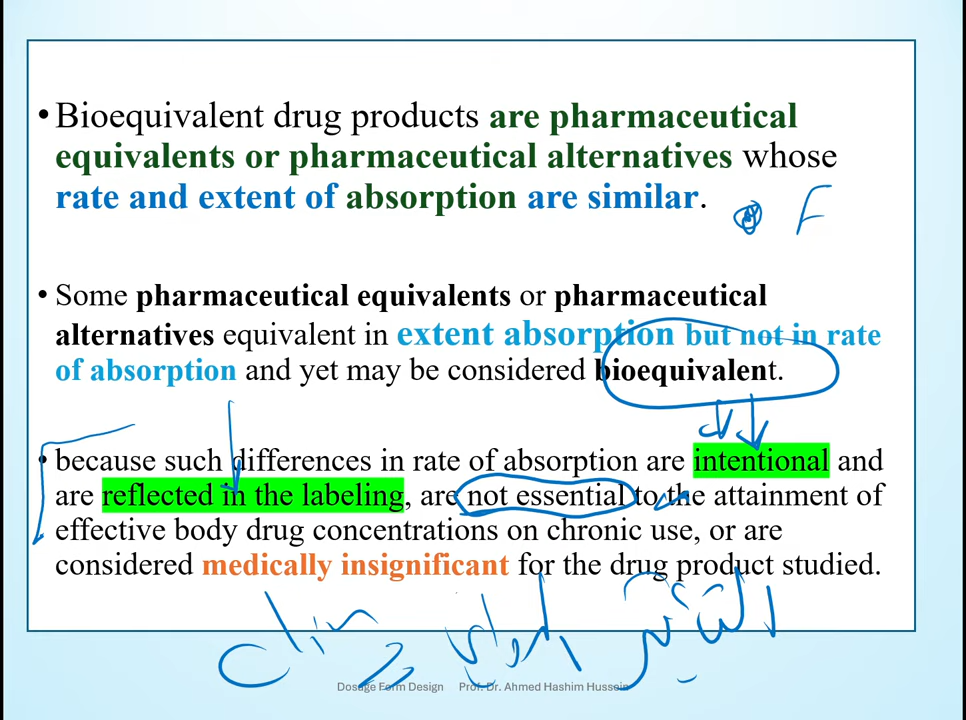 • Bioequivalent drug products are pharmaceutical
equivalents or pharmaceutical alternatives whose
rate and extent of absorption are similar.
F
• Some pharmaceutical equivalents or pharmaceutical
alternatives equivalent in extent absorption but not in rate
of absorption and yet may be considered bioequivalent.
• because such differences in rate of absorption are intentional and
are reflected in the labeling, are not essential to the attainment of
effective body drug concentrations on chronic use, or are
considered medically insignificant for the drug product studied.
Dosage Form Design Prof. Dr. Ahmed Hashim Hussein